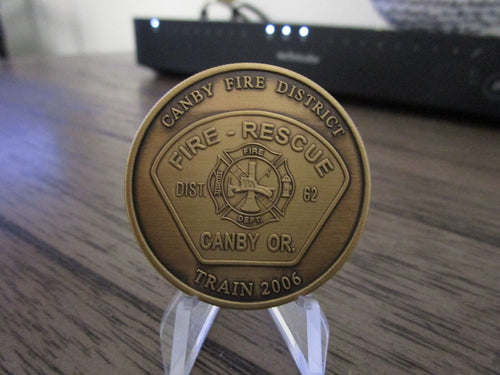 CANBY FIRE DISTRICT
FIRE - RESCUE
FIRE
DIST. 62
DEPT.
CANBY OR.
TRAIN 2006